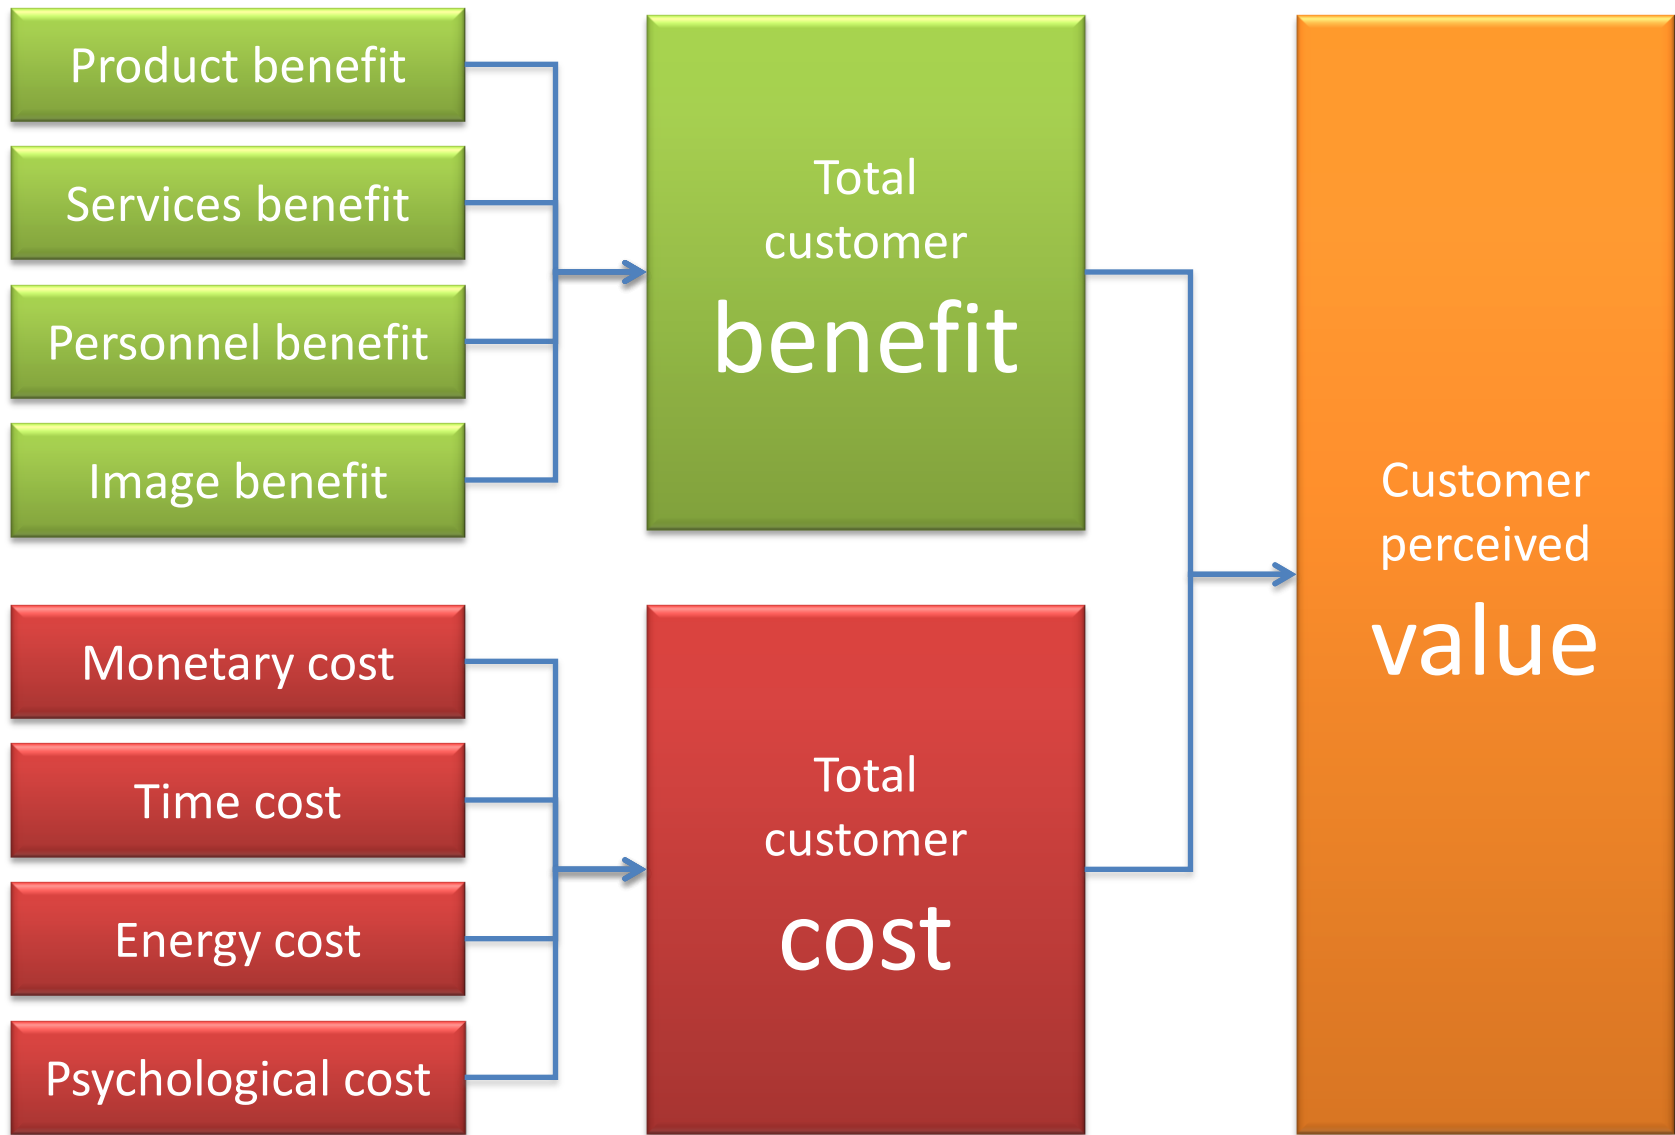 Product benefit
Services benefit
Personnel benefit
Image benefit
Total
customer
benefit
Monetary cost
Time cost
Energy cost
Psychological cost
Total
customer
cost
Customer
perceived
value